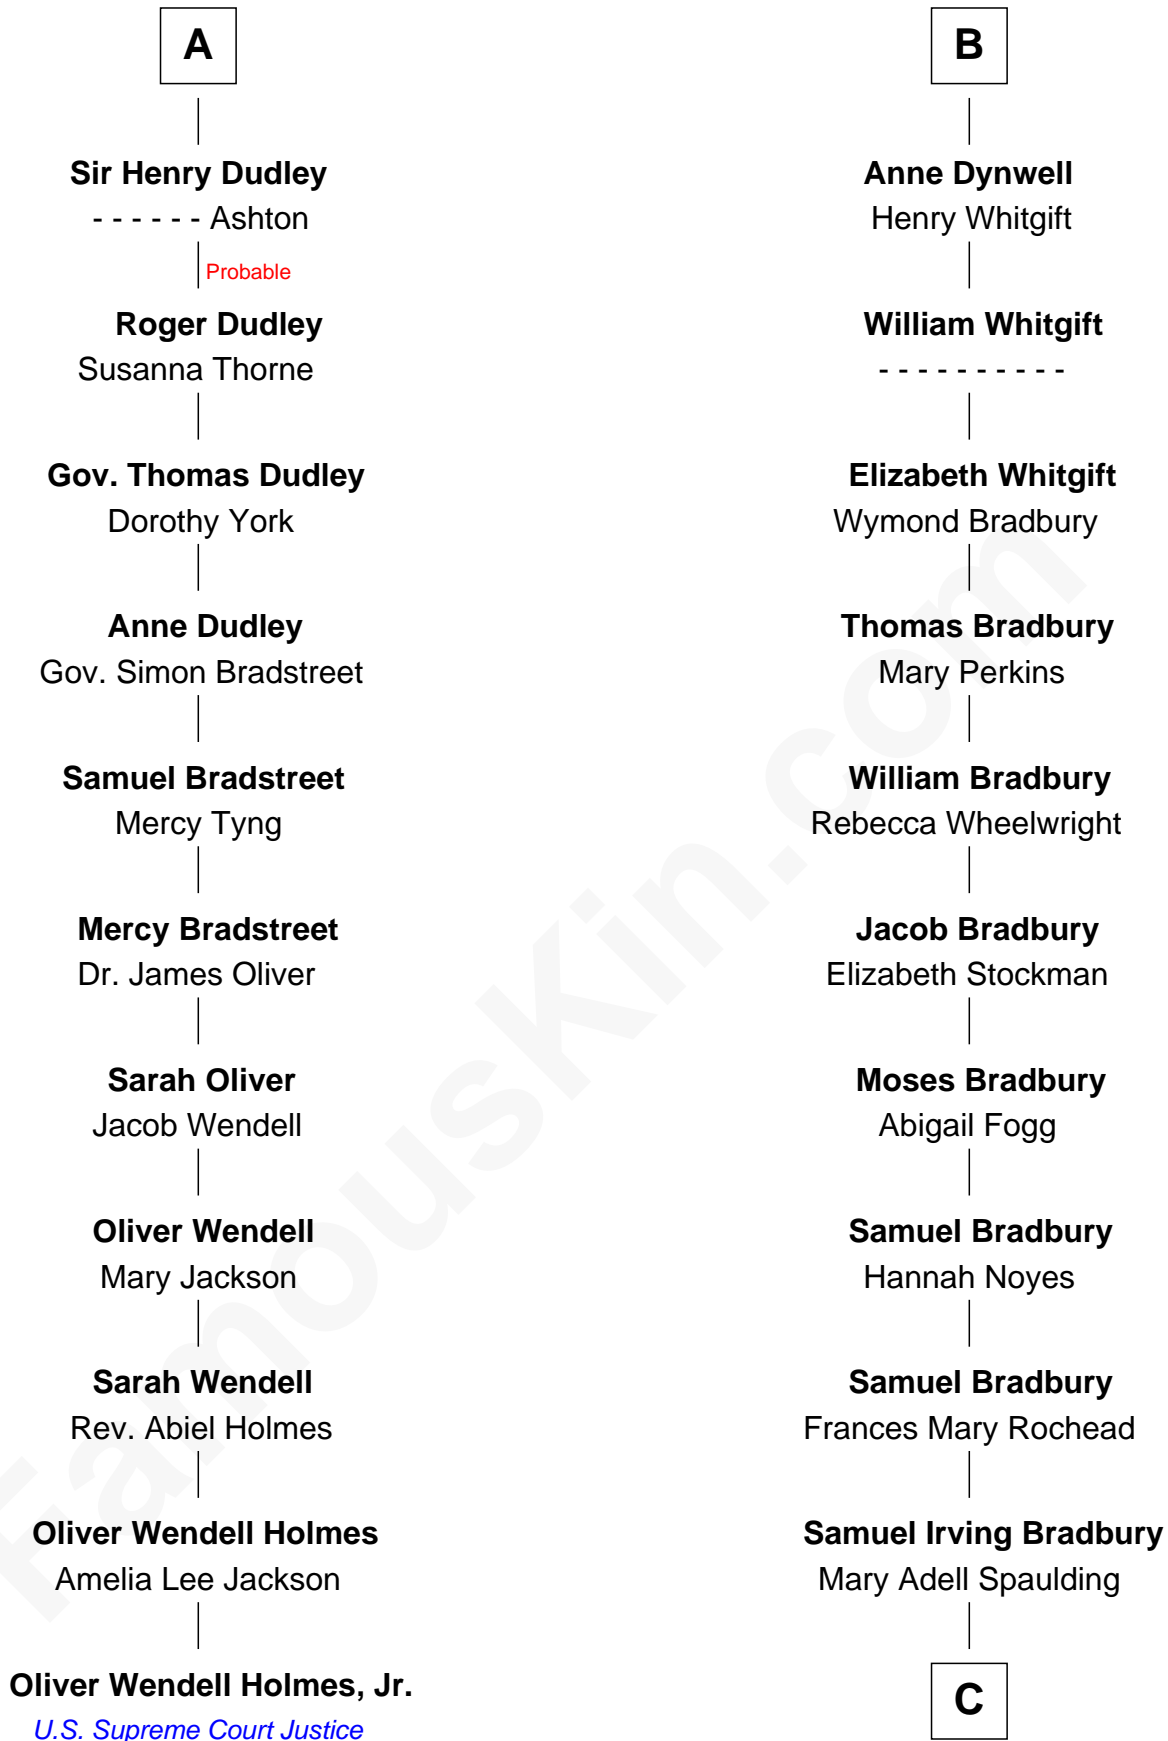 A
Sir Henry Dudley
- - - - - - Ashton
Probable
Roger Dudley
Susanna Thorne
Gov. Thomas Dudley
Dorothy York
Anne Dudley
Gov. Simon Bradstreet
Samuel Bradstreet
Mercy Tyng
Mercy Bradstreet
Dr. James Oliver
Sarah Oliver
Jacob Wendell
Oliver Wendell
Mary Jackson
Sarah Wendell
Rev. Abiel Holmes
Oliver Wendell Holmes
Amelia Lee Jackson
Oliver Wendell Holmes, Jr.
U.S. Supreme Court Justice
B
Anne Dynwell
Henry Whitgift
William Whitgift
- - - - - - - - - -
Elizabeth Whitgift
Wymond Bradbury
Thomas Bradbury
Mary Perkins
William Bradbury
Rebecca Wheelwright
Jacob Bradbury
Elizabeth Stockman
Moses Bradbury
Abigail Fogg
Samuel Bradbury
Hannah Noyes
Samuel Bradbury
Frances Mary Rochead
Samuel Irving Bradbury
Mary Adell Spaulding
C
FamousKin.com